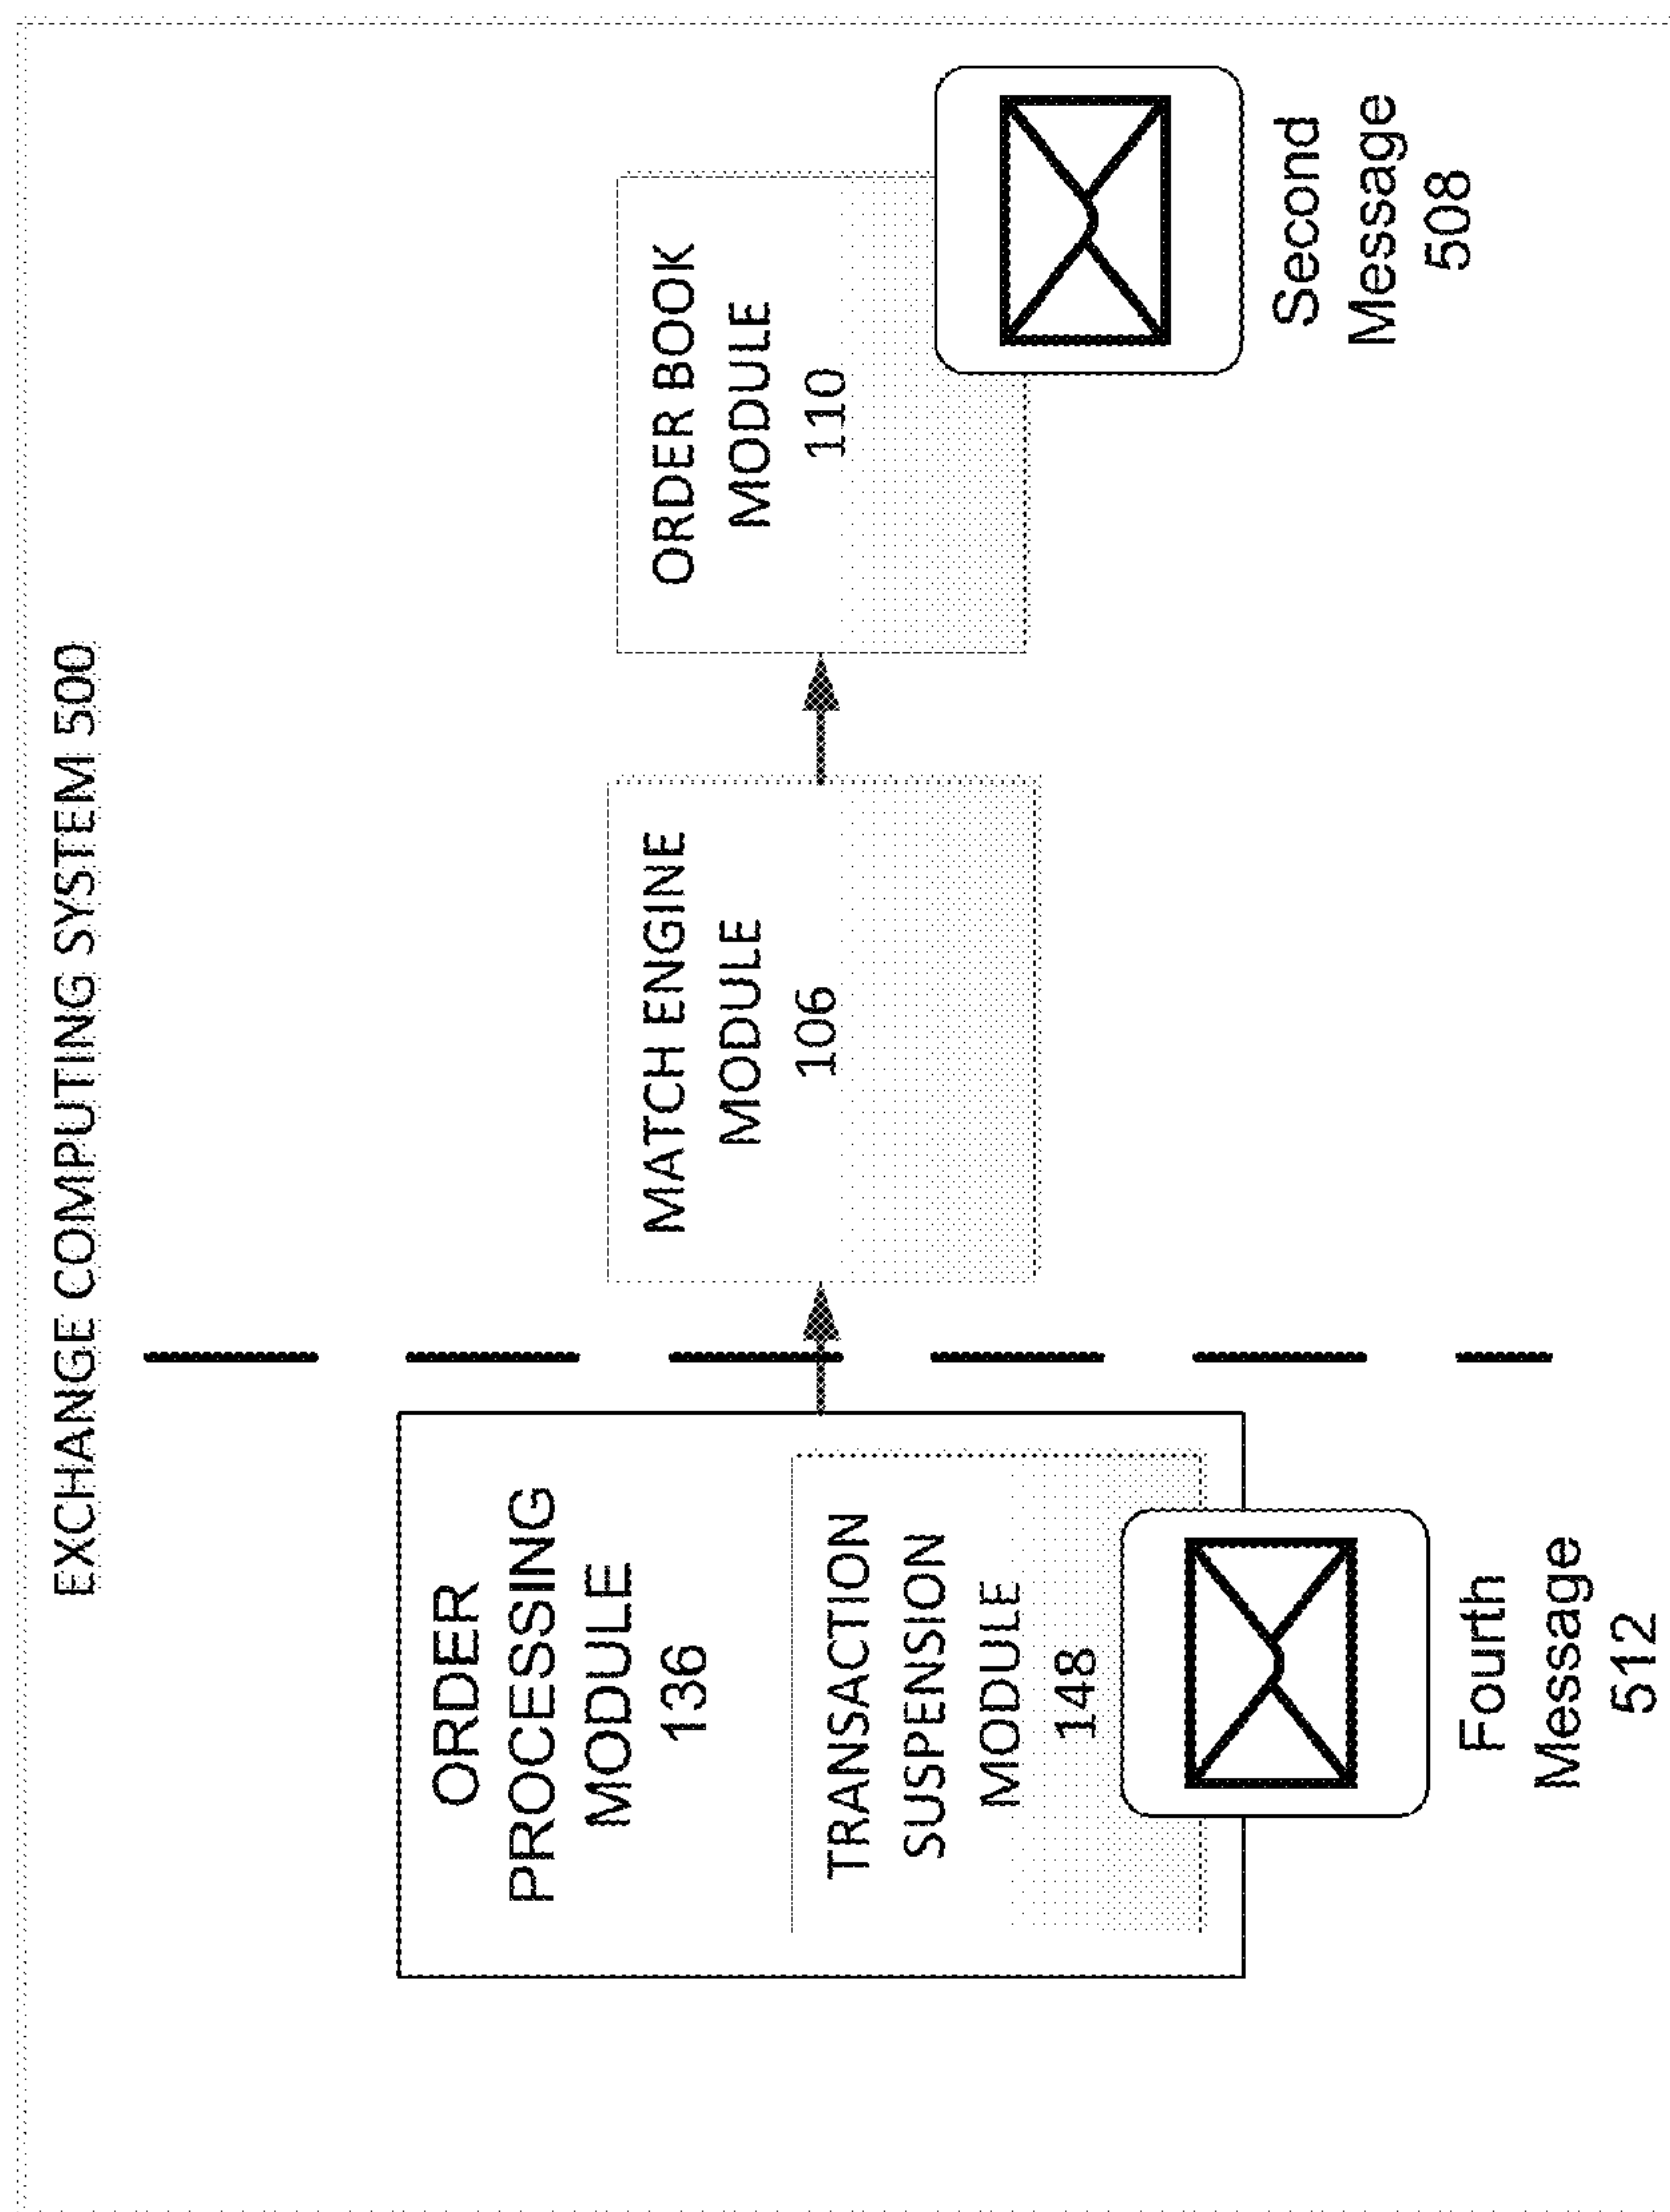 EXCHANGE COMPUTING SYSTEM 500
ORDER
PROCESSING
MODULE
136
TRANSACTION
SUSPENSION
MODULE
148
Fourth
Message
512
MATCH ENGINE
MODULE
106
ORDER BOOK
MODULE
110
Second
Message
508